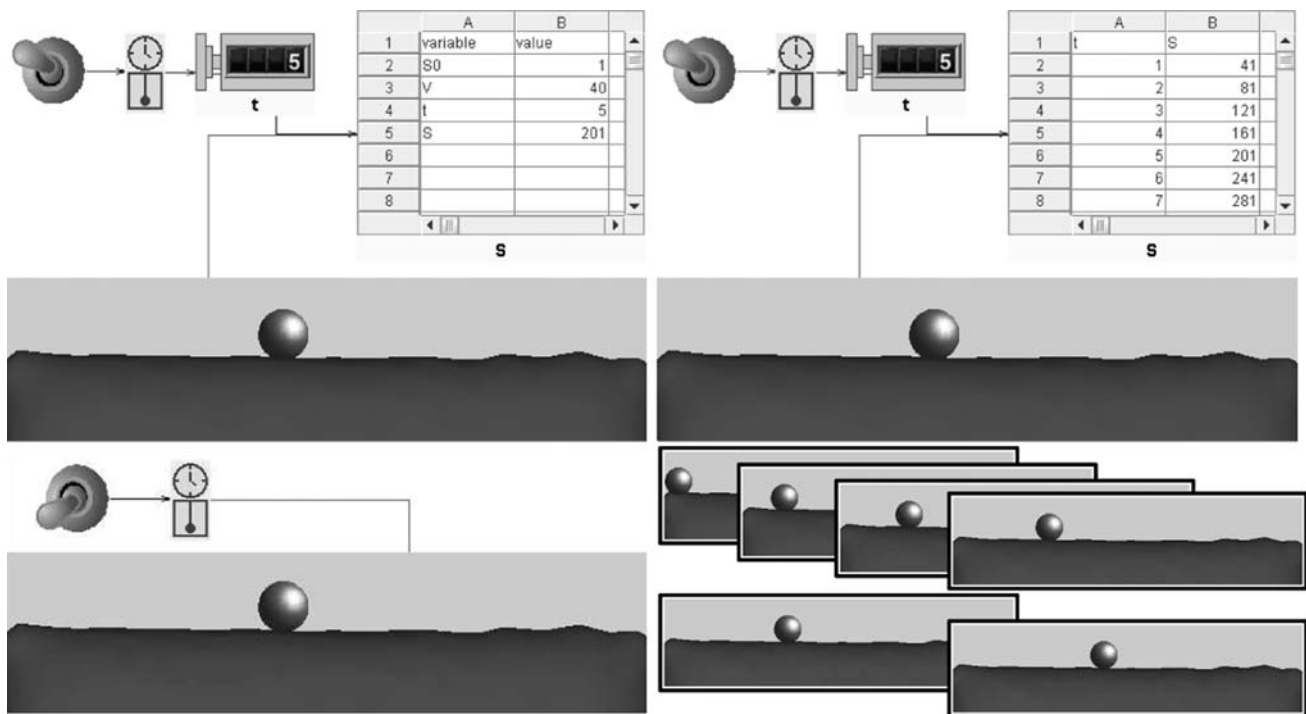 5
t
A B
1 variable value
2 S0 1
3 V 40
4 t 5
5 S 201
6
7
8
S
5
t
A B
1 t S
2 1 41
3 2 81
4 3 121
5 4 161
6 5 201
7 6 241
8 7 281
S